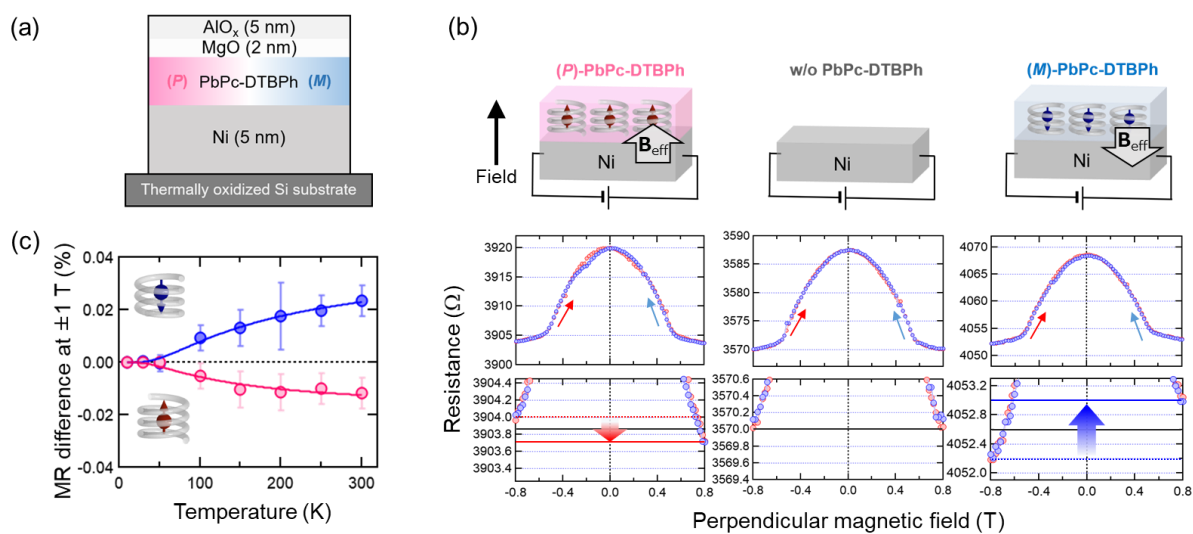 (a)
AlOx (5 nm)
MgO (2 nm)
(P) PbPc-DTBPh (M)
Ni (5 nm)
Thermally oxidized Si substrate
(b)
(P)-PbPc-DTBPh
w/o PbPc-DTBPh
(M)-PbPc-DTBPh
Field
Beff
Ni
Ni
Beff
Ni
Resistance (Ω)
3920
3915
3910
3905
3900
3590
3585
3580
3575
3570
4070
4065
4060
4055
4050
3904.4
3904.2
3904.0
3903.8
3903.6
3903.4
-0.8 -0.4 0.0 0.4 0.8
3570.6
3570.4
3570.2
3570.0
3569.8
3569.6
3569.4
-0.8 -0.4 0.0 0.4 0.8
4053.2
4052.8
4052.4
4052.0
-0.8 -0.4 0.0 0.4 0.8
Perpendicular magnetic field (T)
(c)
MR difference at ±1 T (%)
0.04
0.02
0.00
-0.02
-0.04
0 100 200 300
Temperature (K)